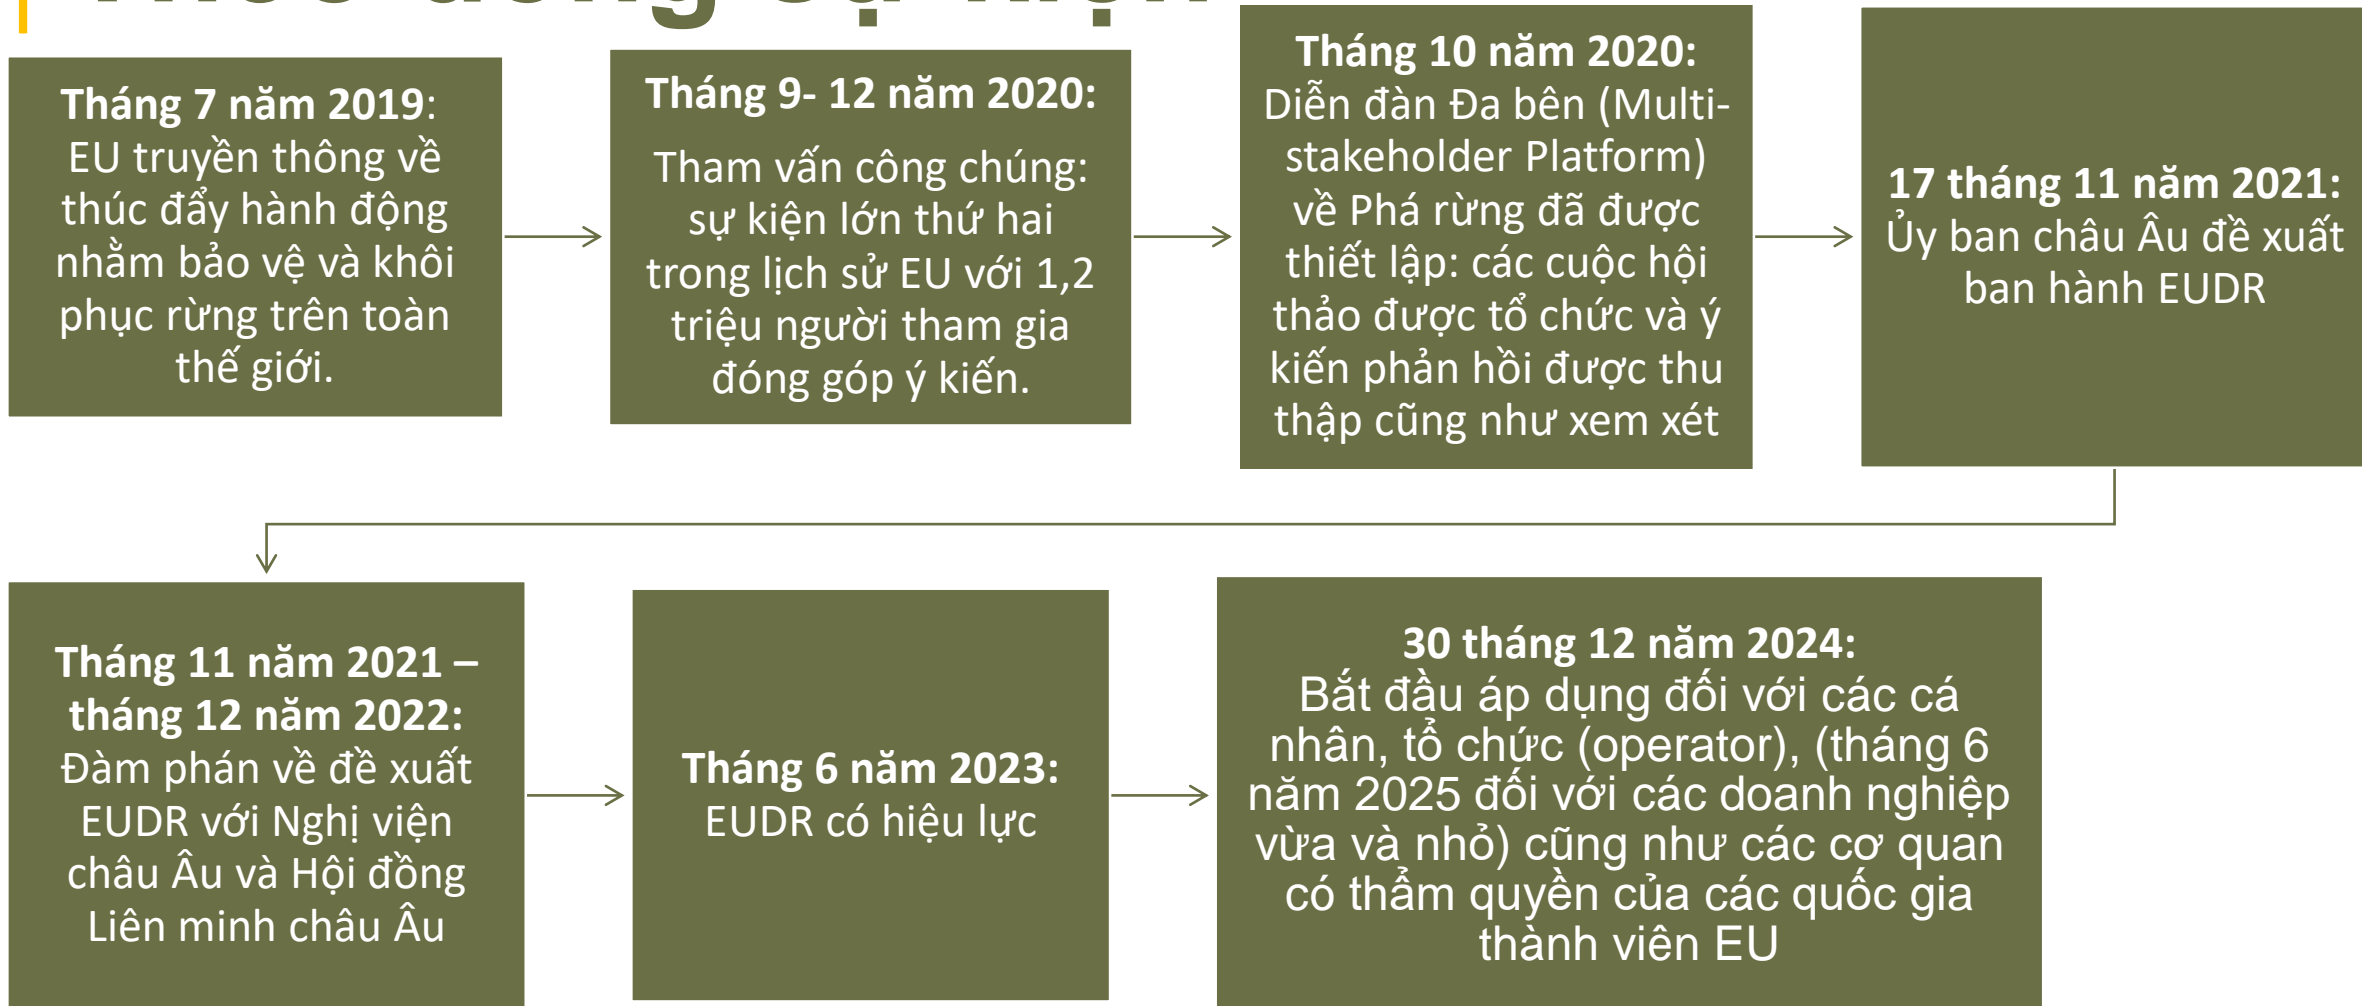 Theo dòng sự kiện
Tháng 7 năm 2019:
EU truyền thông về
thúc đẩy hành động
nhằm bảo vệ và khôi
phục rừng trên toàn
thế giới.
Tháng 9- 12 năm 2020:
Tham vấn công chúng:
sự kiện lớn thứ hai
trong lịch sử EU với 1,2
triệu người tham gia
đóng góp ý kiến.
Tháng 10 năm 2020:
Diễn đàn Đa bên (Multi-
stakeholder Platform)
về Phá rừng đã được
thiết lập: các cuộc hội
thảo được tổ chức và ý
kiến phản hồi được thu
thập cũng như xem xét
17 tháng 11 năm 2021:
Ủy ban châu Âu đề xuất
ban hành EUDR
Tháng 11 năm 2021 –
tháng 12 năm 2022:
Đàm phán về đề xuất
EUDR với Nghị viện
châu Âu và Hội đồng
Liên minh châu Âu
Tháng 6 năm 2023:
EUDR có hiệu lực
30 tháng 12 năm 2024:
Bắt đầu áp dụng đối với các cá
nhân, tổ chức (operator), (tháng 6
năm 2025 đối với các doanh nghiệp
vừa và nhỏ) cũng như các cơ quan
có thẩm quyền của các quốc gia
thành viên EU